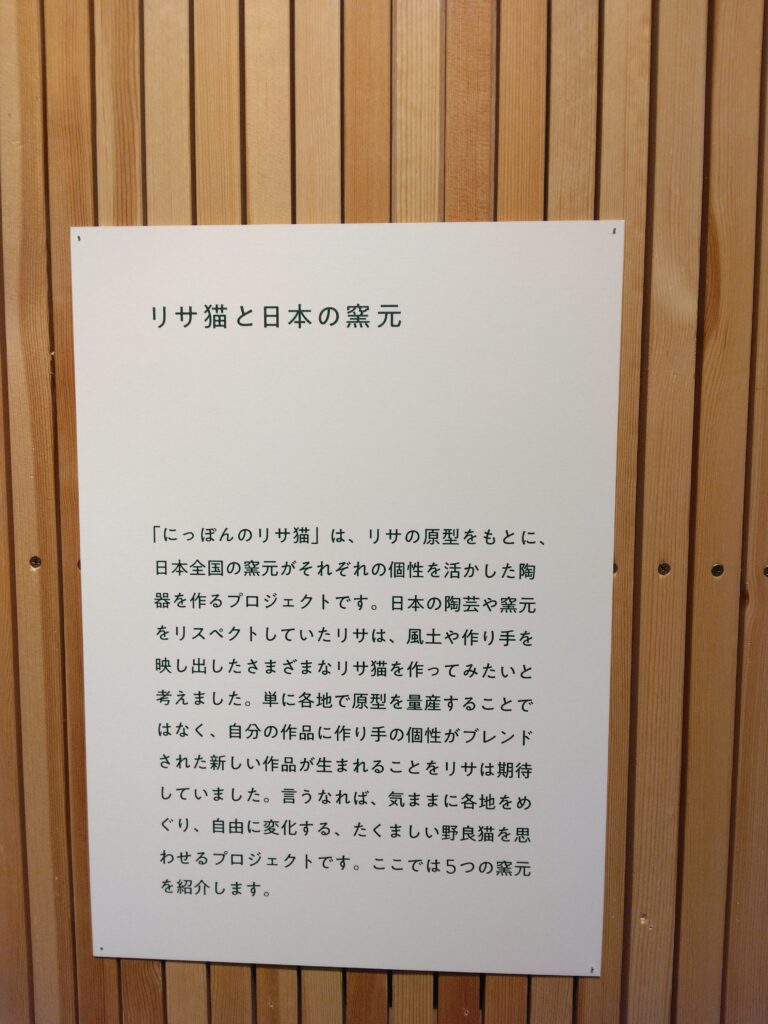 リサ猫と日本の窯元
「にっぽんのリサ猫」は、リサの原型をもとに、
日本全国の窯元がそれぞれの個性を活かした陶
器を作るプロジェクトです。日本の陶芸や窯元
をリスペクトしていたリサは、風土や作り手を
映し出したさまざまなリサ猫を作ってみたいと
考えました。単に各地で原型を量産することで
はなく、自分の作品に作り手の個性がブレンド
された新しい作品が生まれることをリサは期待
していました。言うなれば、気ままに各地をめ
ぐり、自由に変化する、たくましい野良猫を思
わせるプロジェクトです。ここでは5つの窯元
を紹介します。